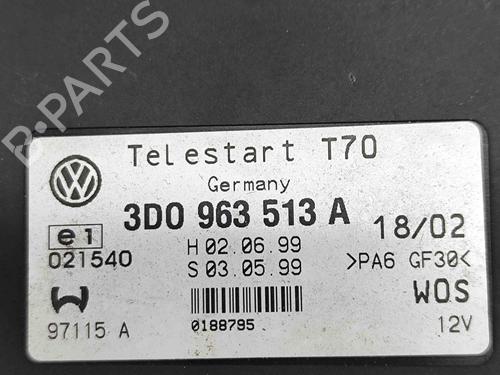 B-PARTS
Telestart T70
Germany
3D0 963 513 A
e1
021540
H 02.06.99
S 03.05.99
18/02
>PA6 GF30<
97115 A
0188795
WOS
12V